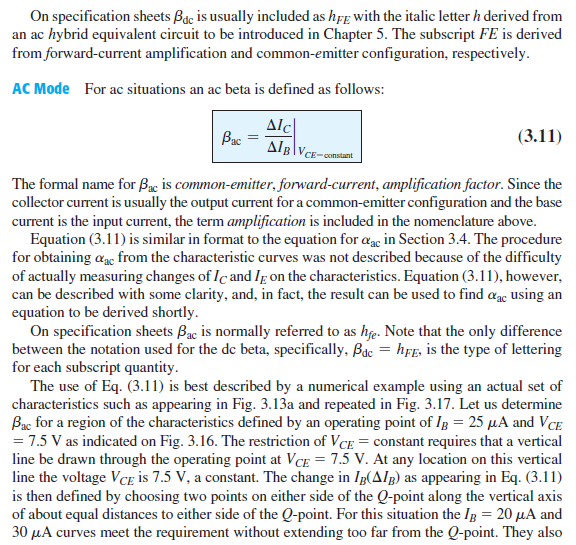 On specification sheets βdc is usually included as hFE with the italic letter h derived from
an ac hybrid equivalent circuit to be introduced in Chapter 5. The subscript FE is derived
from forward-current amplification and common-emitter configuration, respectively.
AC Mode For ac situations an ac beta is defined as follows:
βac = ΔIC/ΔIB |VCE=constant (3.11)
The formal name for βac is common-emitter, forward-current, amplification factor. Since the
collector current is usually the output current for a common-emitter configuration and the base
current is the input current, the term amplification is included in the nomenclature above.
Equation (3.11) is similar in format to the equation for αac in Section 3.4. The procedure
for obtaining αac from the characteristic curves was not described because of the difficulty
of actually measuring changes of IC and IE on the characteristics. Equation (3.11), however,
can be described with some clarity, and, in fact, the result can be used to find αac using an
equation to be derived shortly.
On specification sheets βac is normally referred to as hfe. Note that the only difference
between the notation used for the dc beta, specifically, βdc = hFE, is the type of lettering
for each subscript quantity.
The use of Eq. (3.11) is best described by a numerical example using an actual set of
characteristics such as appearing in Fig. 3.13a and repeated in Fig. 3.17. Let us determine
βac for a region of the characteristics defined by an operating point of IB = 25 μA and VCE
= 7.5 V as indicated on Fig. 3.16. The restriction of VCE = constant requires that a vertical
line be drawn through the operating point at VCE = 7.5 V. At any location on this vertical
line the voltage VCE is 7.5 V, a constant. The change in IB(ΔIB) as appearing in Eq. (3.11)
is then defined by choosing two points on either side of the Q-point along the vertical axis
of about equal distances to either side of the Q-point. For this situation the IB = 20 μA and
30 μA curves meet the requirement without extending too far from the Q-point. They also